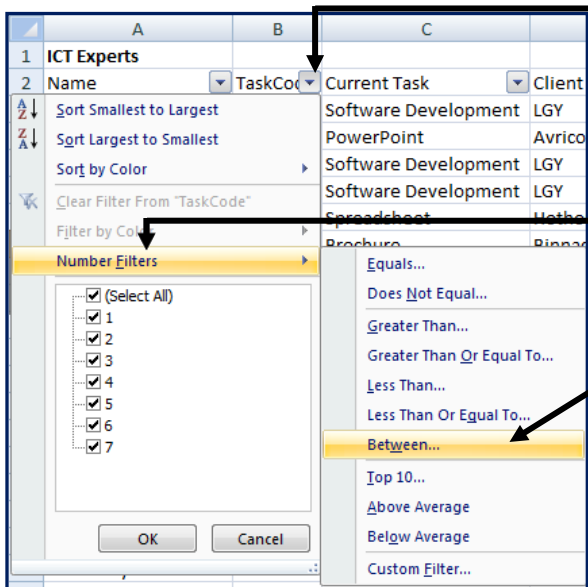 A B C
1 ICT Experts
2 Name TaskCod Current Task Client
Sort Smallest to Largest Software Development LGY
Sort Largest to Smallest PowerPoint Avrico
Sort by Color Software Development LGY
Clear Filter From "TaskCode" Software Development LGY
Filter by Color Spreadsheet
Number Filters Brochure
Equals...
(Select All)
Does Not Equal...
1
2
Greater Than...
3
Greater Than Or Equal To...
4
Less Than...
5
Less Than Or Equal To...
6
7
Between...
Top 10...
Above Average
OK Cancel
Below Average
Custom Filter...